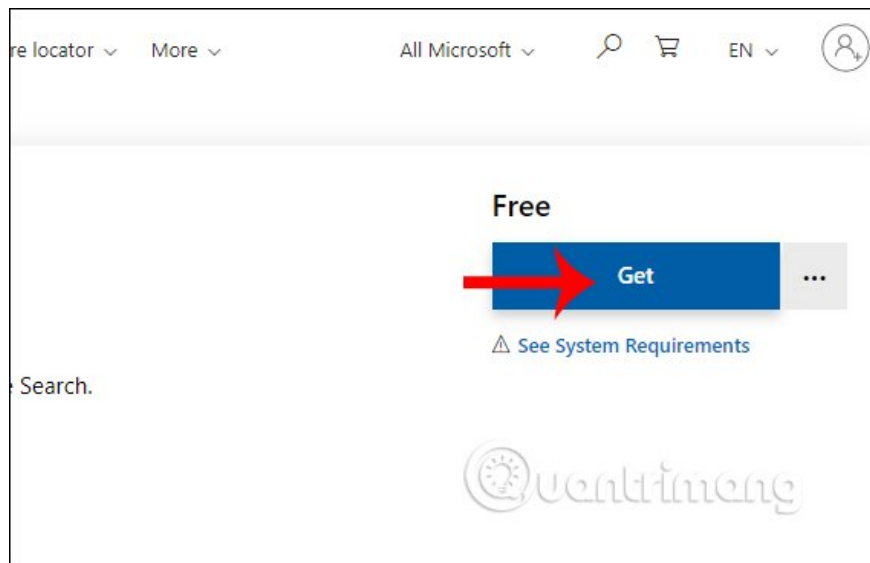 re locator More All Microsoft EN
Free
Get ...
See System Requirements
Search.
Quantrimang